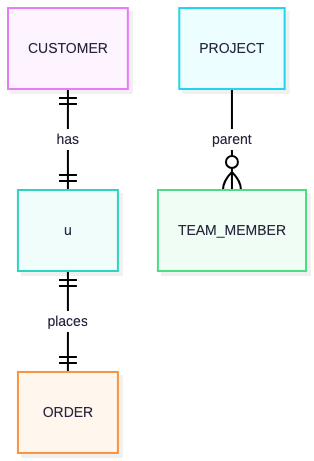 CUSTOMER
PROJECT
has
parent
u
TEAM_MEMBER
places
ORDER